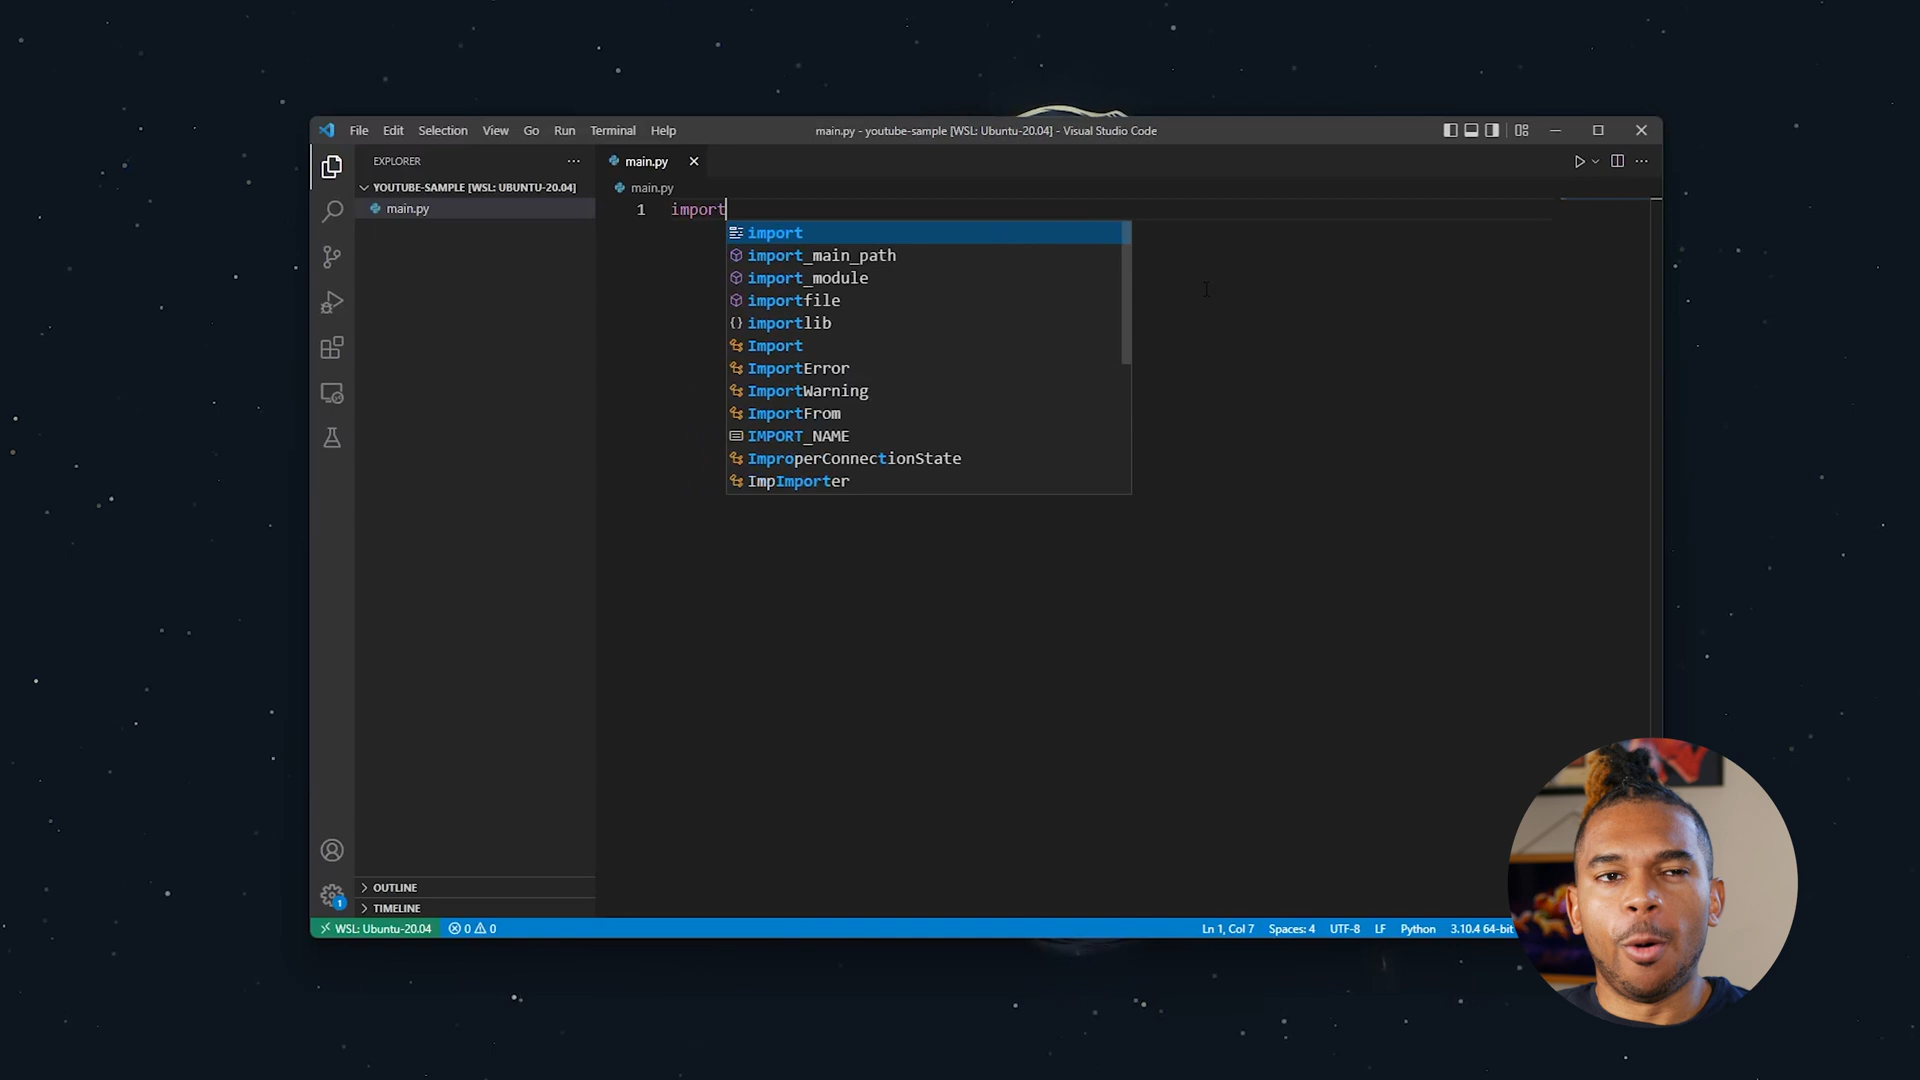 File Edit Selection View Go Run Terminal Help
main.py - youtube-sample [WSL: Ubuntu-20.04] - Visual Studio Code
EXPLORER
YOUTUBE-SAMPLE [WSL: UBUNTU-20.04]
main.py
OUTLINE
TIMELINE
main.py
main.py
1 import
import
import_main_path
import_module
importfile
importlib
Import
ImportError
ImportWarning
ImportFrom
IMPORT_NAME
ImproperConnectionState
ImpImporter
1
WSL: Ubuntu-20.04 0 0 Ln 1, Col 7 Spaces: 4 UTF-8 LF Python 3.10.4 64-bit